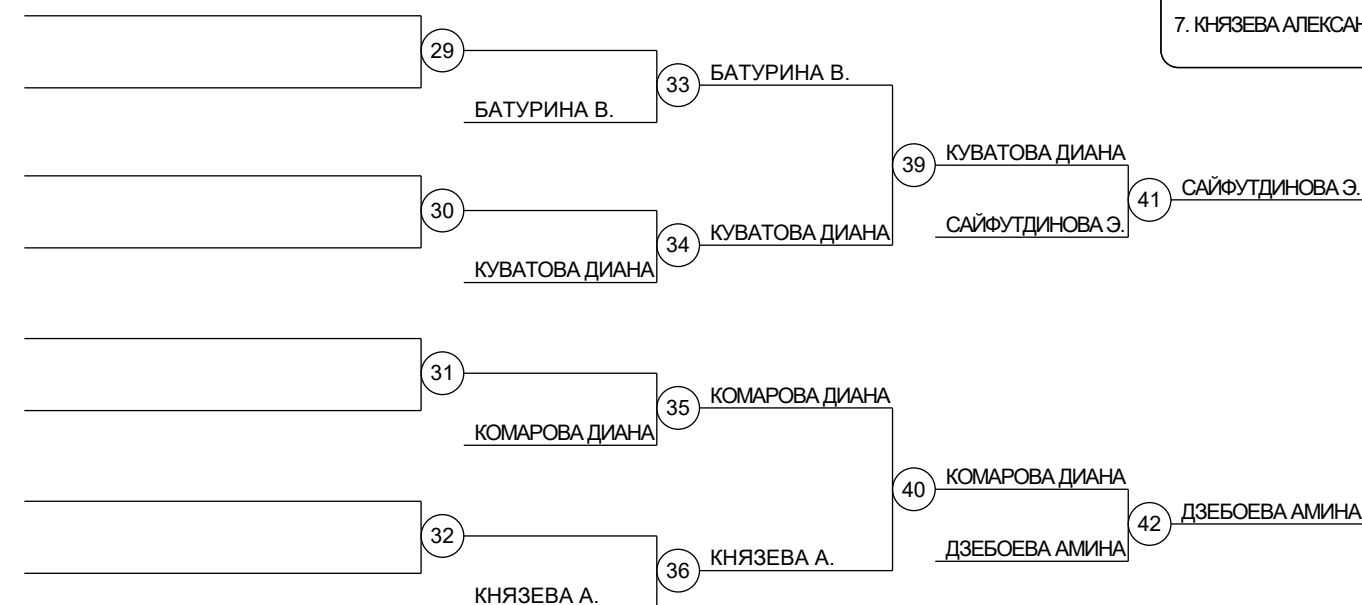 7. КНЯЗЕВА АЛЕКСАН
29
33
БАТУРИНА В.
БАТУРИНА В.
39
КУВАТОВА ДИАНА
41
САЙФУТДИНОВА Э.
30
34
КУВАТОВА ДИАНА
САЙФУТДИНОВА Э.
КУВАТОВА ДИАНА
31
35
КОМАРОВА ДИАНА
КОМАРОВА ДИАНА
40
КОМАРОВА ДИАНА
42
ДЗЕБОЕВА АМИНА
32
36
КНЯЗЕВА А.
ДЗЕБОЕВА АМИНА
КНЯЗЕВА А.